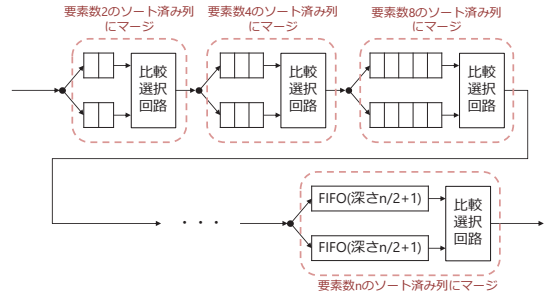 要素数2のソート済み列
にマージ
要素数4のソート済み列
にマージ
要素数8のソート済み列
にマージ
比較
選択
回路
比較
選択
回路
比較
選択
回路
・・・
FIFO(深さn/2+1)
FIFO(深さn/2+1)
比較
選択
回路
要素数nのソート済み列にマージ